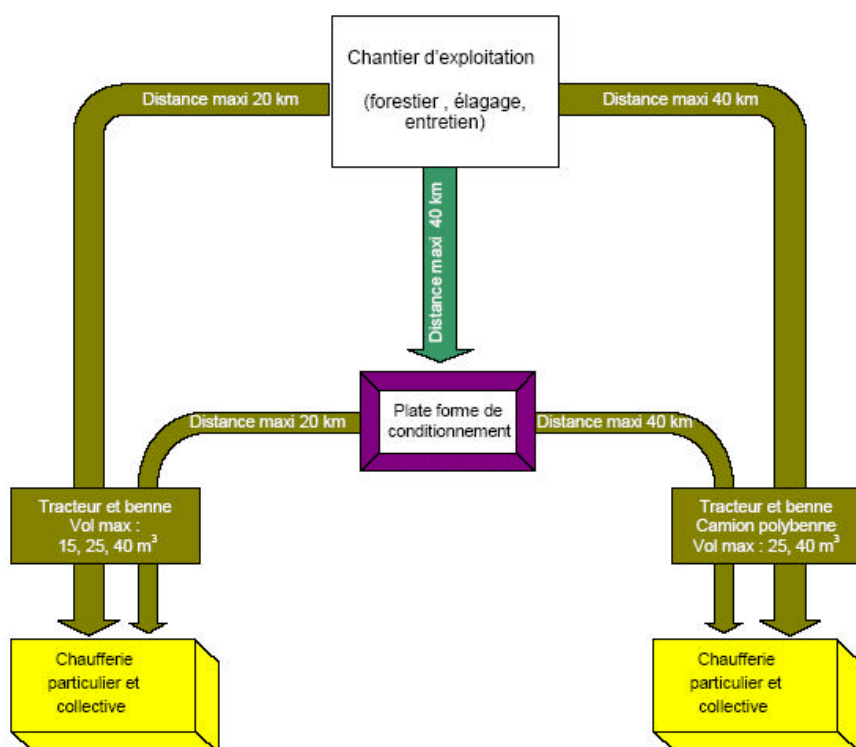 Chantier d'exploitation
(forestier , élagage,
entretien)
Distance maxi 20 km
Distance maxi 40 km
Distance maxi 40 km
Plate forme de
conditionnement
Distance maxi 20 km
Distance maxi 40 km
Tracteur et benne
Vol max :
15, 25, 40 m³
Tracteur et benne
Camion polybenne
Vol max : 25, 40 m³
Chaufferie
particulier et
collective
Chaufferie
particulier et
collective